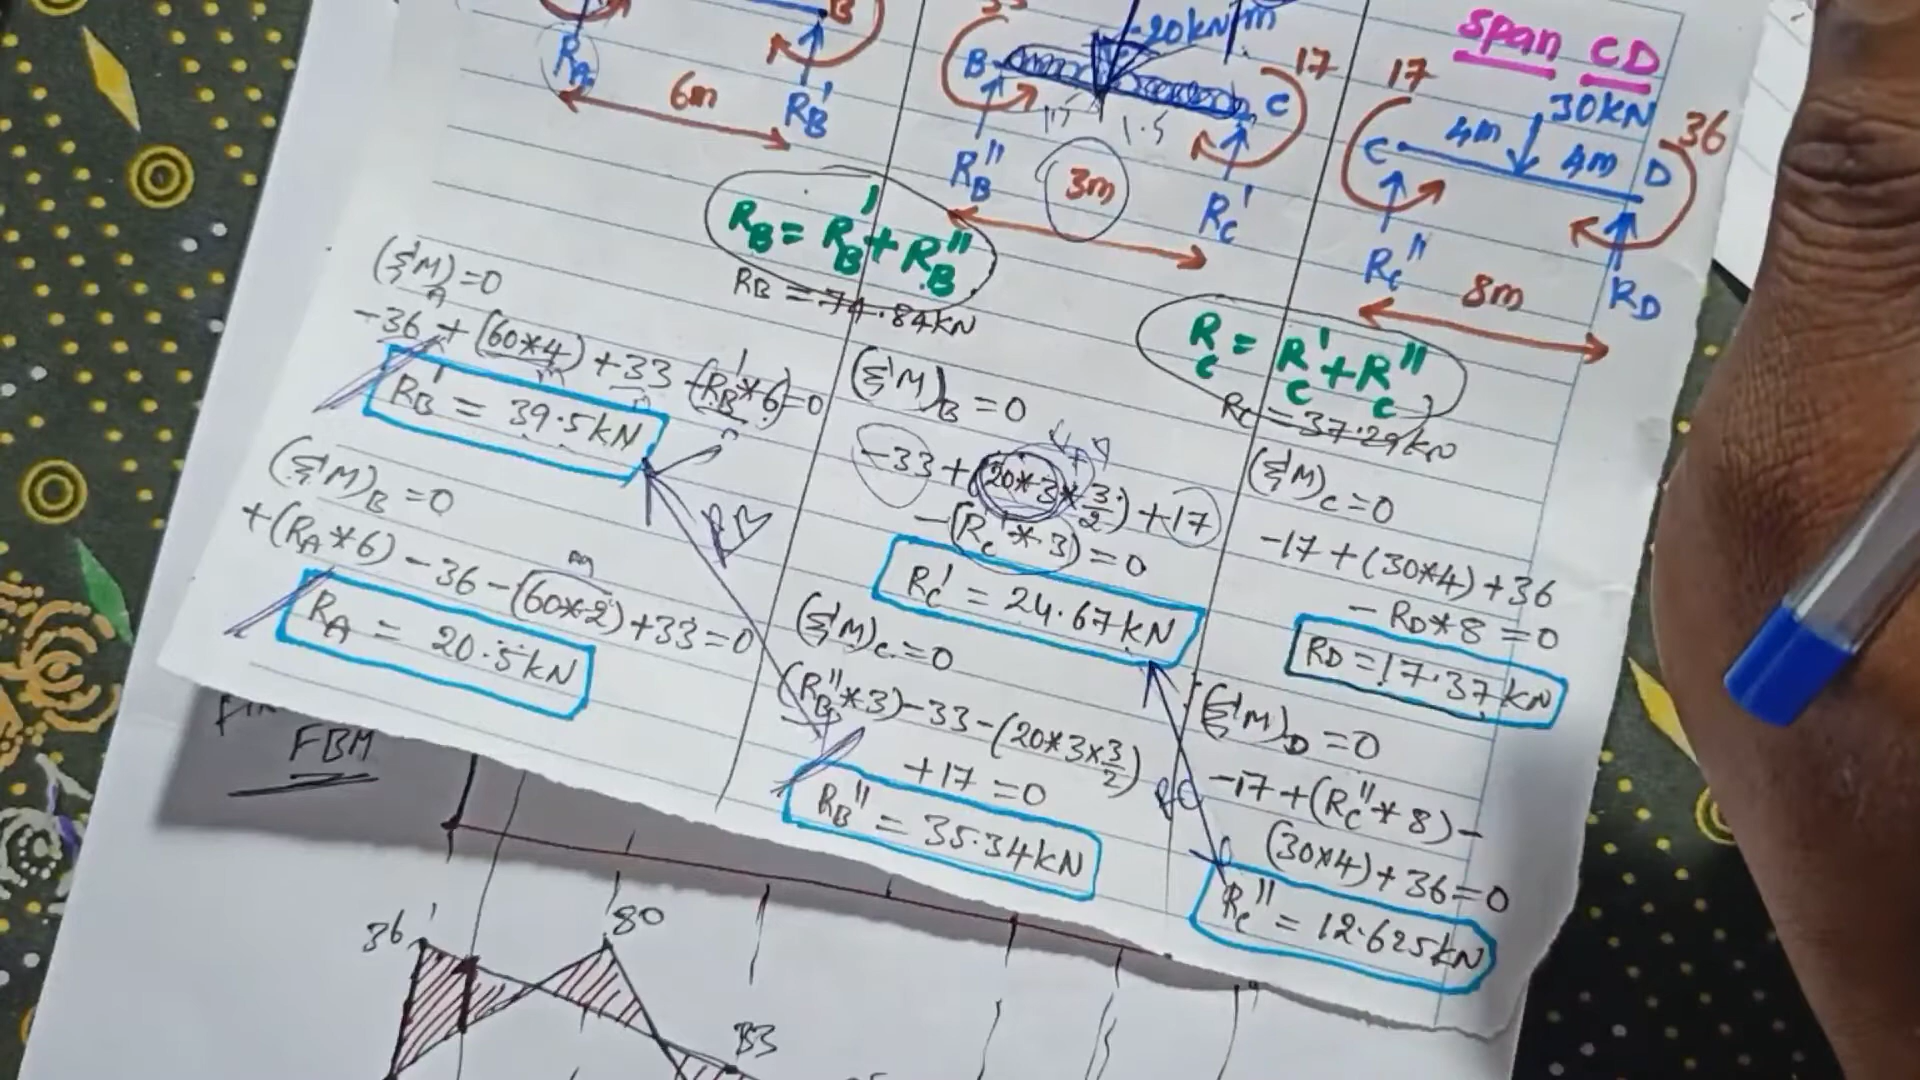 B
R_A
R_B'
6m
20kN/m
B
C
17
R_B''
1.5
3m
R_C'
span CD
17
30KN
36
C
4m
4m
D
R_C''
R_D
8m
R_B = R_B' + R_B''
RB = 74.84kN
R_C = R_C' + R_C''
RC = 37.29kN
(ΣM)_A = 0
-36 + (60*4) + 33 - (R_B'*6) = 0
R_B' = 39.5kN
(ΣM)_B = 0
+(R_A*6) - 36 - (60*2) + 33 = 0
R_A = 20.5kN
(ΣM)_B = 0
-33 + (20*3*3/2) + 17
- (R_C'*3) = 0
R_C' = 24.67kN
(ΣM)_C = 0
(R_B''*3) - 33 - (20*3×3/2)
+ 17 = 0
R_B'' = 35.34kN
(ΣM)_C = 0
-17 + (30*4) + 36
- R_D*8 = 0
R_D = 17.37kN
(ΣM)_D = 0
-17 + (R_C''*8) -
(30*4) + 36 = 0
R_C'' = 12.625kN
FBM
36
80
33